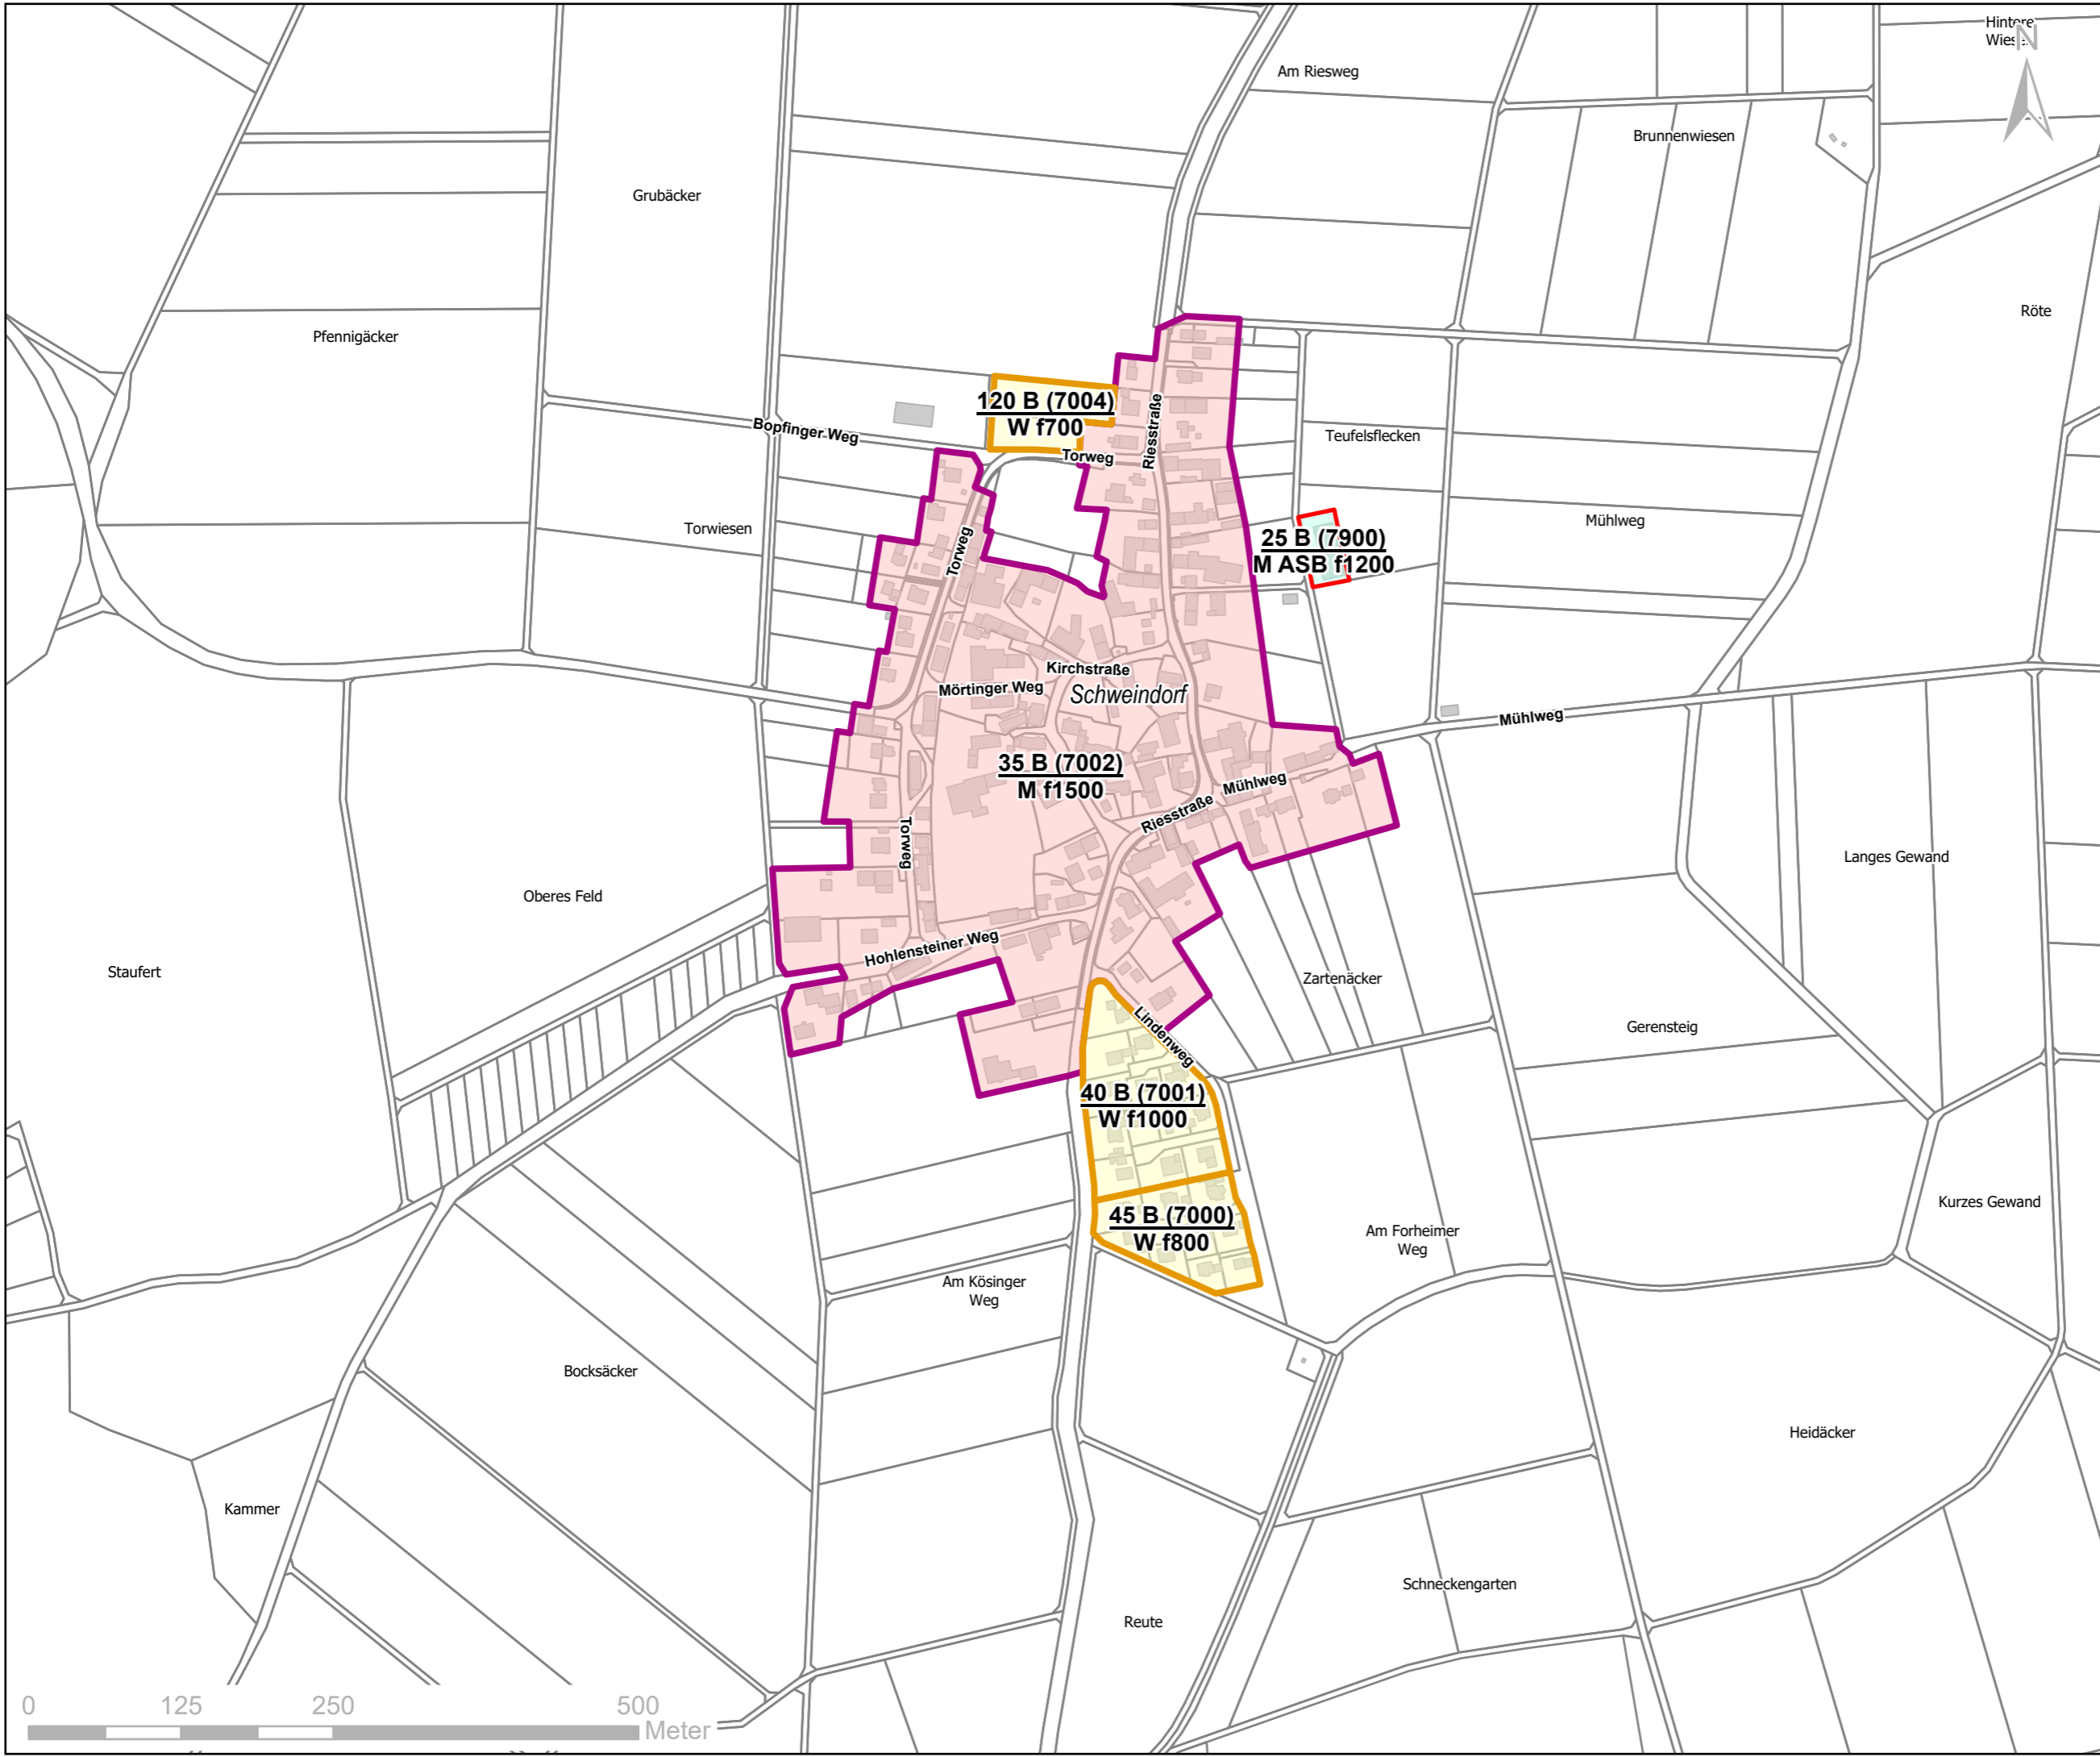 Hintere
Wiese
N
Am Riesweg
Brunnenwiesen
Grubäcker
Röte
Pfennigäcker
120 B (7004)
W f700
Riesstraße
Bopfinger Weg
Teufelsflecken
Torweg
Torwiesen
Mühlweg
25 B (7900)
M ASB f1200
Torweg
Kirchstraße
Mörtinger Weg
Schweindorf
Mühlweg
35 B (7002)
M f1500
Mühlweg
Riesstraße
Torweg
Langes Gewand
Oberes Feld
Hohlensteiner Weg
Staufert
Zartenäcker
Lindenweg
Gerensteig
40 B (7001)
W f1000
Kurzes Gewand
45 B (7000)
W f800
Am Forheimer
Weg
Am Kösinger
Weg
Bocksäcker
Heidäcker
Kammer
Schneckengarten
Reute
0 125 250 500
Meter